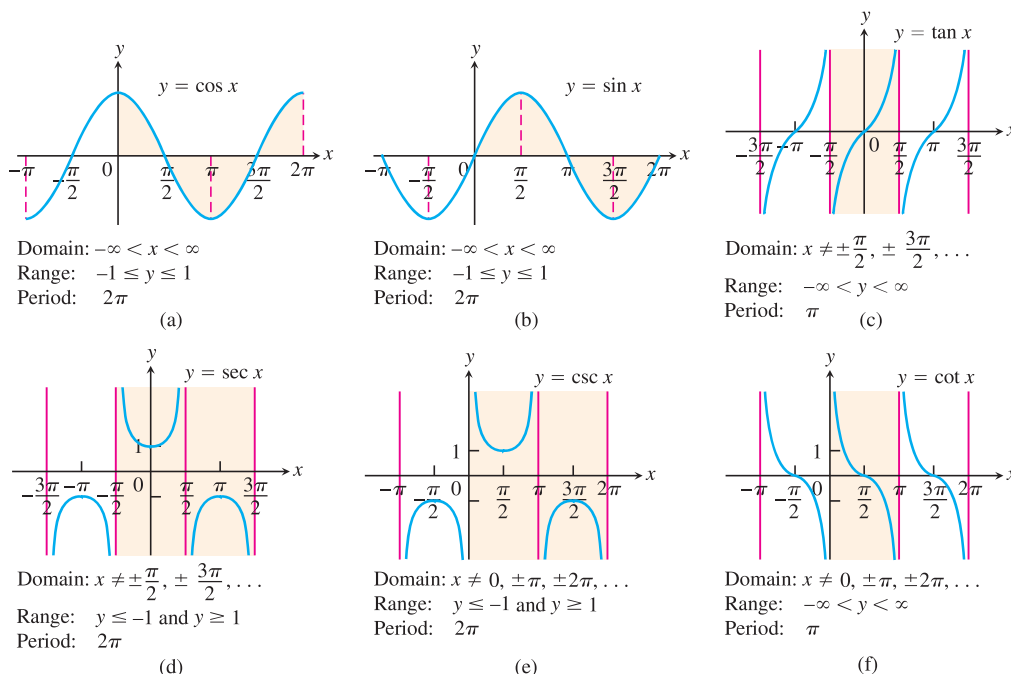 y
y = cos x
x
−π
−π/2
0
π/2
π
3π/2
2π
Domain: −∞ < x < ∞
Range: −1 ≤ y ≤ 1
Period: 2π
(a)
y
y = sin x
x
−π
−π/2
0
π/2
π
3π/2
2π
Domain: −∞ < x < ∞
Range: −1 ≤ y ≤ 1
Period: 2π
(b)
y
y = tan x
x
−3π/2
−π
−π/2
0
π/2
π
3π/2
Domain: x ≠ ±π/2, ± 3π/2, . . .
Range: −∞ < y < ∞
Period: π
(c)
y
y = sec x
1
x
−3π/2
−π
−π/2
0
π/2
π
3π/2
Domain: x ≠ ±π/2, ± 3π/2, . . .
Range: y ≤ −1 and y ≥ 1
Period: 2π
(d)
y
y = csc x
1
x
−π
−π/2
0
π/2
π
3π/2
2π
Domain: x ≠ 0, ±π, ±2π, . . .
Range: y ≤ −1 and y ≥ 1
Period: 2π
(e)
y
y = cot x
1
x
−π
−π/2
0
π/2
π
3π/2
2π
Domain: x ≠ 0, ±π, ±2π, . . .
Range: −∞ < y < ∞
Period: π
(f)